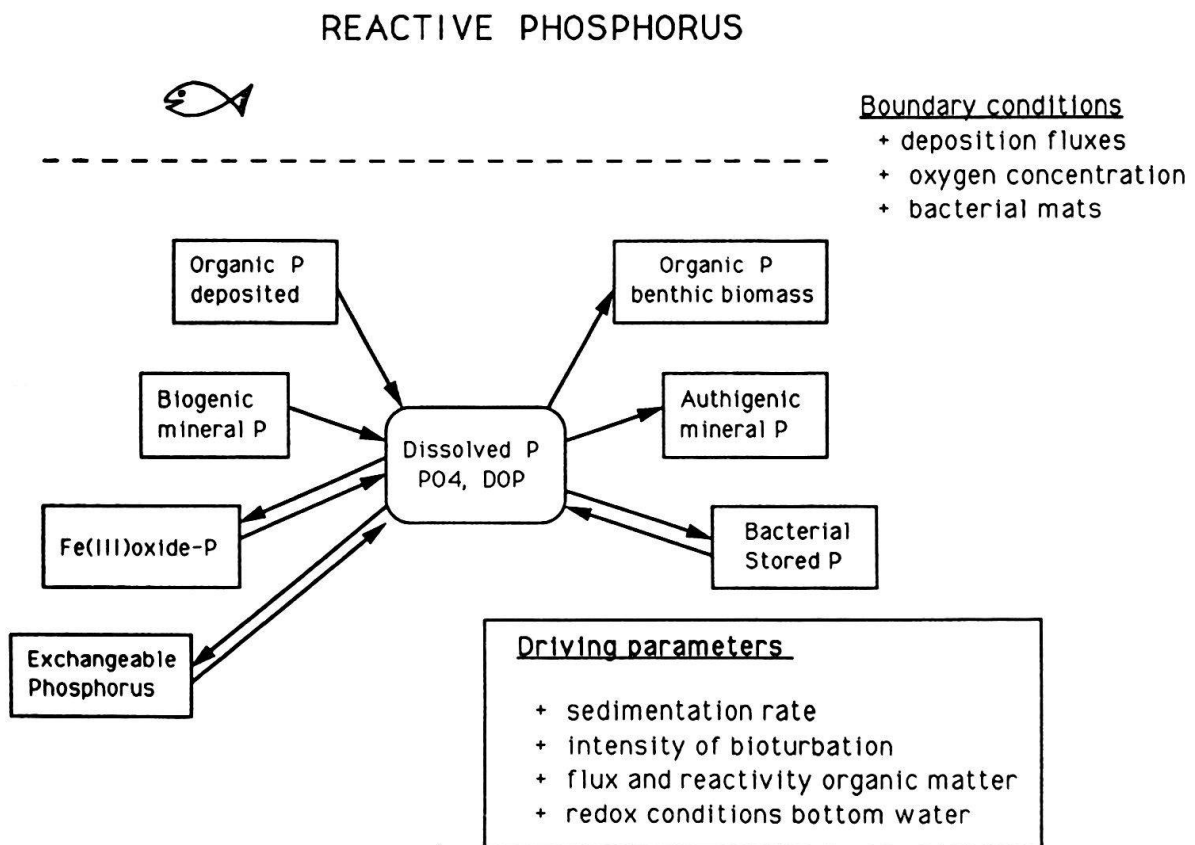 REACTIVE PHOSPHORUS
Boundary conditions
+ deposition fluxes
+ oxygen concentration
+ bacterial mats
Organic P
deposited
Organic P
benthic biomass
Biogenic
mineral P
Authigenic
mineral P
Dissolved P
PO4, DOP
Fe(III)oxide-P
Bacterial
Stored P
Exchangeable
Phosphorus
Driving parameters
+ sedimentation rate
+ intensity of bioturbation
+ flux and reactivity organic matter
+ redox conditions bottom water